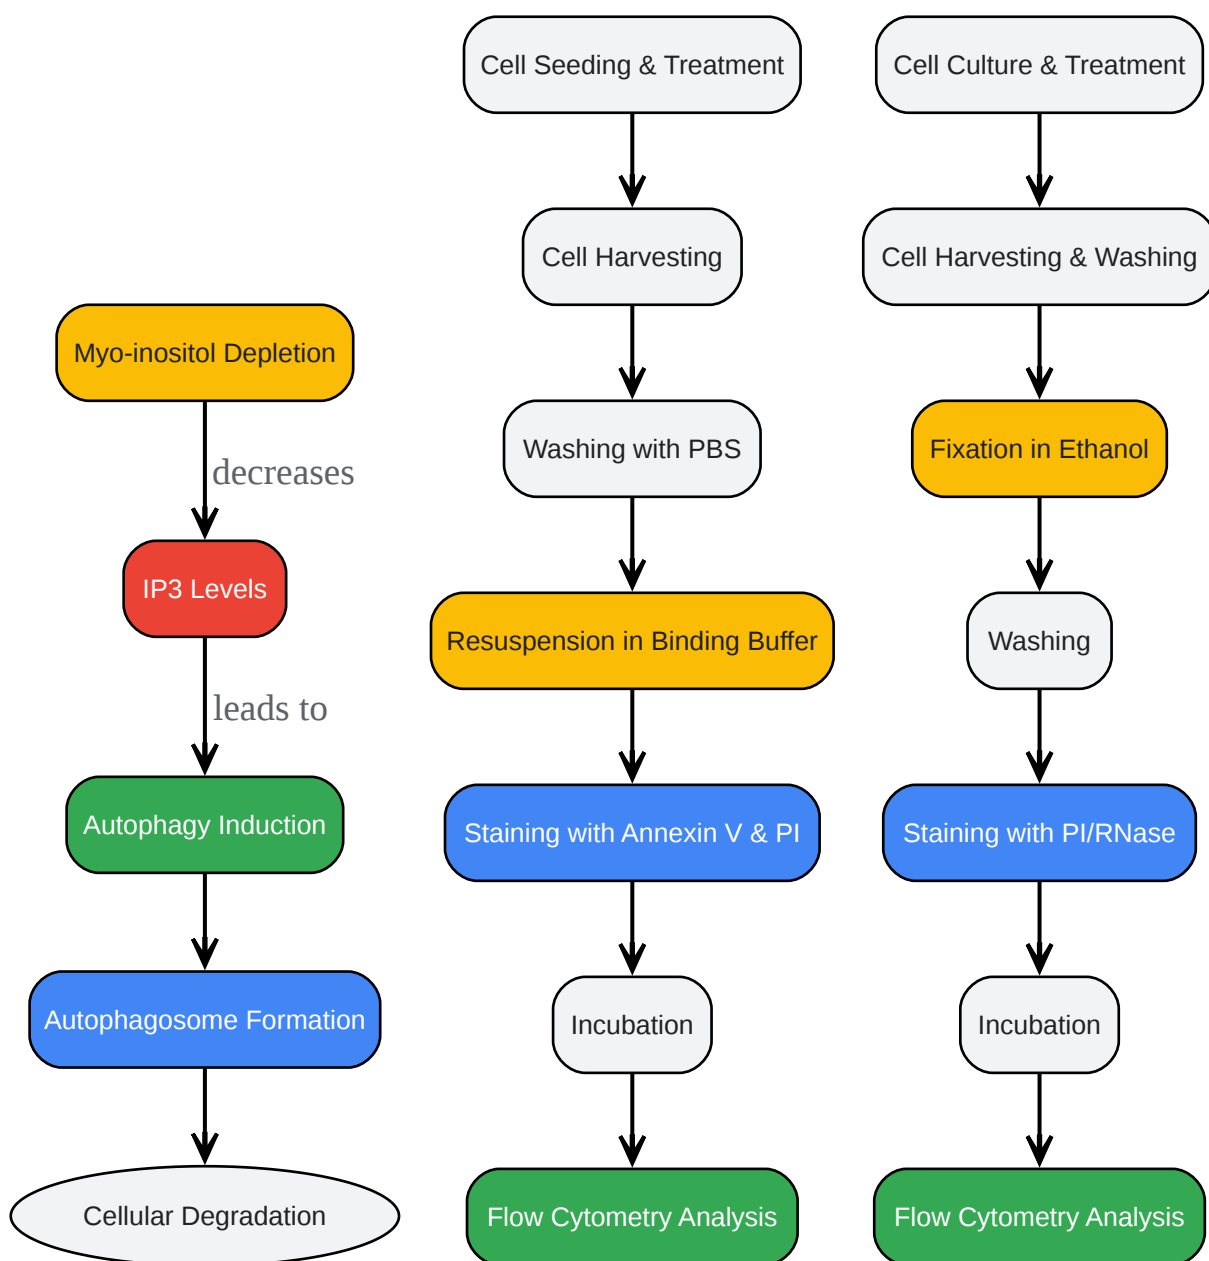 Myo-inositol Depletion
decreases
IP3 Levels
leads to
Autophagy Induction
Autophagosome Formation
Cellular Degradation
Cell Seeding & Treatment
Cell Harvesting
Washing with PBS
Resuspension in Binding Buffer
Staining with Annexin V & PI
Incubation
Flow Cytometry Analysis
Cell Culture & Treatment
Cell Harvesting & Washing
Fixation in Ethanol
Washing
Staining with PI/RNase
Incubation
Flow Cytometry Analysis